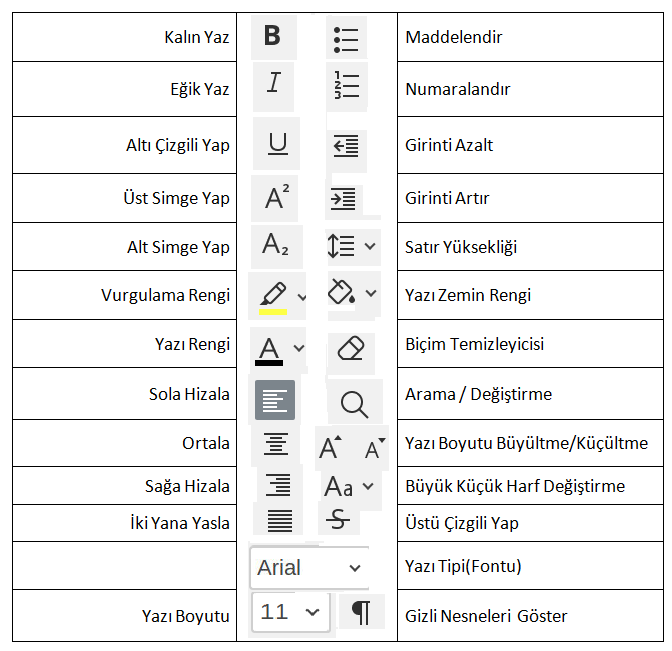 Kalın Yaz B Maddelendir
Eğik Yaz I 1 2 3 Numaralandır
Altı Çizgili Yap U Girinti Azalt
Üst Simge Yap A² Girinti Artır
Alt Simge Yap A₂ Satır Yüksekliği
Vurgulama Rengi Yazı Zemin Rengi
Yazı Rengi A Biçim Temizleyicisi
Sola Hizala Arama / Değiştirme
Ortala A A Yazı Boyutu Büyültme/Küçültme
Sağa Hizala Aa Büyük Küçük Harf Değiştirme
İki Yana Yasla S Üstü Çizgili Yap
Arial Yazı Tipi(Fontu)
Yazı Boyutu 11 ¶ Gizli Nesneleri Göster